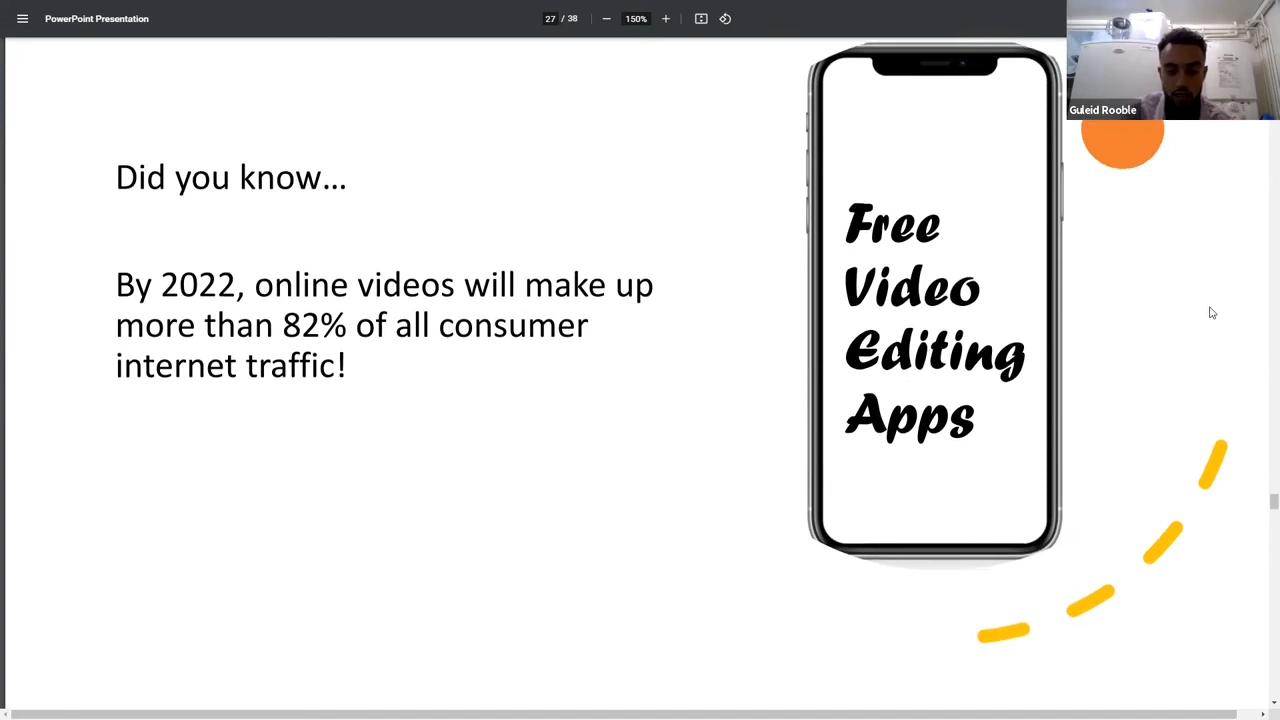 PowerPoint Presentation
27 / 38
150%
Guleid Rooble
Did you know...
By 2022, online videos will make up
more than 82% of all consumer
internet traffic!
Free
Video
Editing
Apps